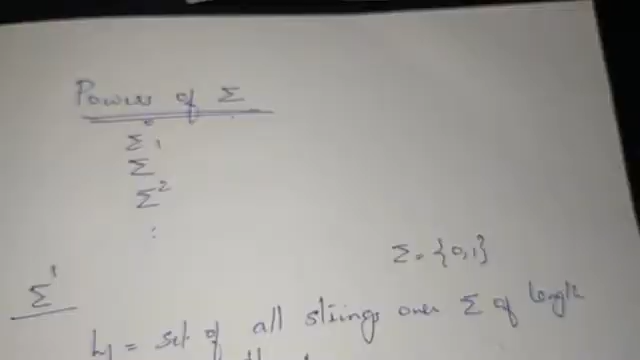 Powers of Σ
Σ⁰
Σ¹
Σ²
:
Σ = {0,1}
Σ¹
L₁ = set of all strings over Σ of length